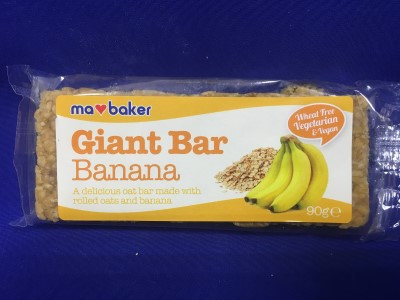 ma♥baker
Giant Bar
Banana
A delicious oat bar made with
rolled oats and banana
Wheat Free
Vegetarian
& Vegan
90g℮